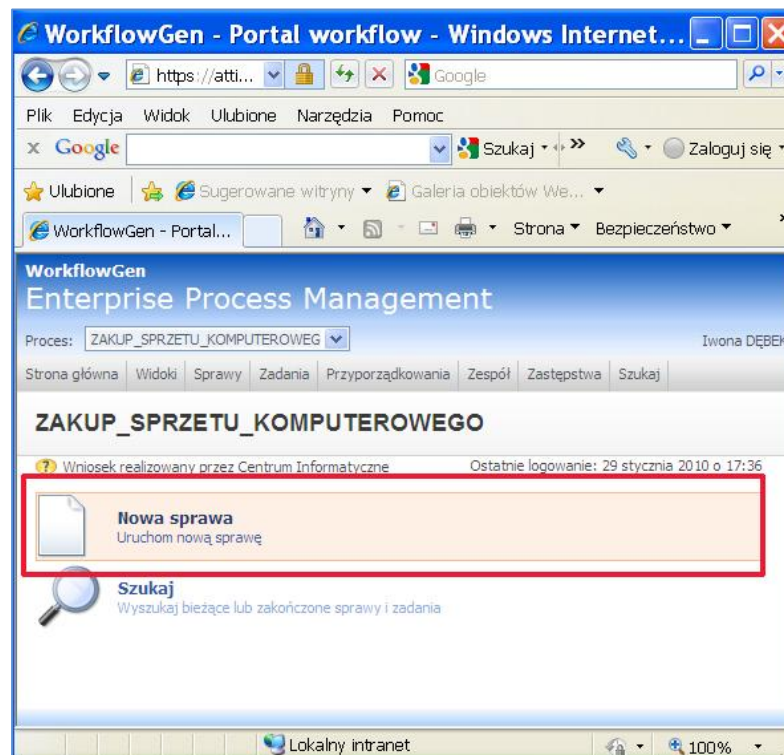 WorkflowGen - Portal workflow - Windows Internet...
https://atti...
Google
Plik Edycja Widok Ulubione Narzędzia Pomoc
x Google Szukaj Zaloguj się
Ulubione Sugerowane witryny Galeria obiektów We...
WorkflowGen - Portal... Strona Bezpieczeństwo
WorkflowGen
Enterprise Process Management
Proces: ZAKUP_SPRZETU_KOMPUTEROWEG Iwona DĘBEK
Strona główna Widoki Sprawy Zadania Przyporządkowania Zespół Zastępstwa Szukaj
ZAKUP_SPRZETU_KOMPUTEROWEGO
Wniosek realizowany przez Centrum Informatyczne Ostatnie logowanie: 29 stycznia 2010 o 17:36
Nowa sprawa
Uruchom nową sprawę
Szukaj
Wyszukaj bieżące lub zakończone sprawy i zadania
Lokalny intranet 100%